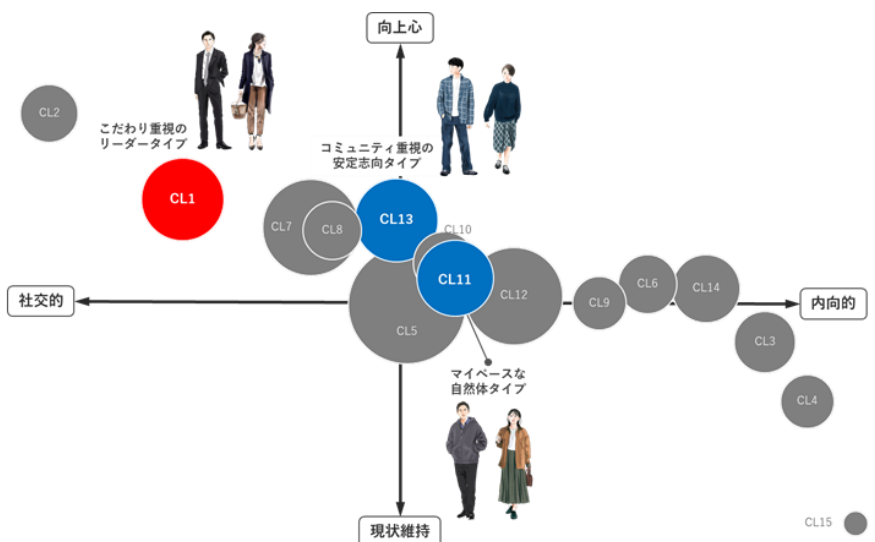 向上心
CL2
こだわり重視の
リーダータイプ
コミュニティ重視の
安定志向タイプ
CL1
CL7
CL8
CL13
CL10
CL11
CL12
CL5
CL9
CL6
CL14
社交的
内向的
CL3
CL4
マイペースな
自然体タイプ
現状維持
CL15